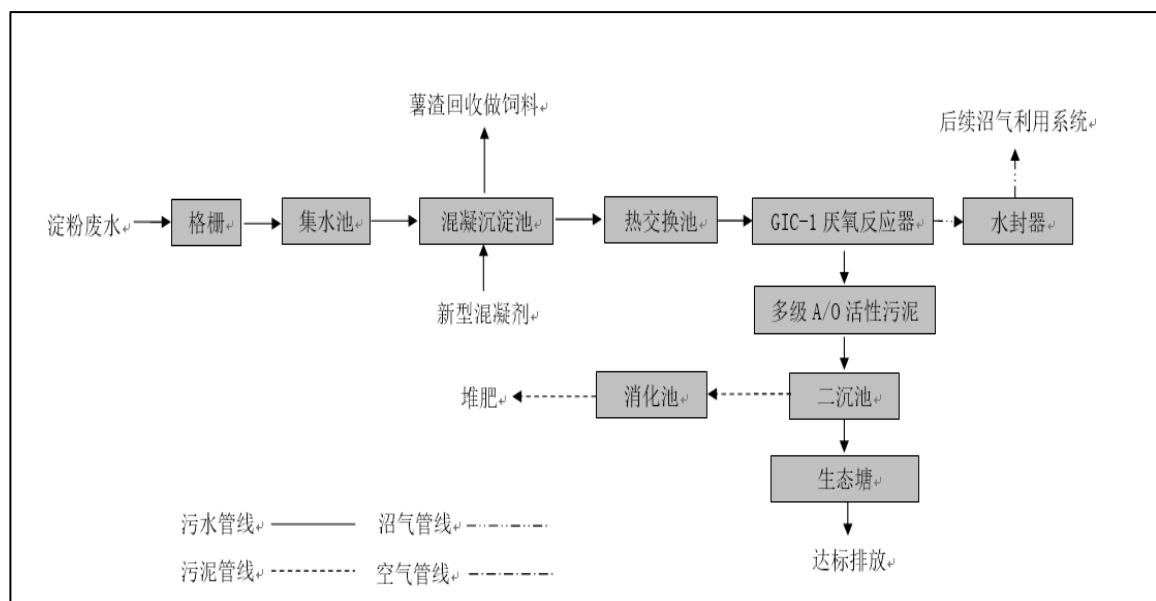 薯渣回收做饲料
后续沼气利用系统
淀粉废水
格栅
集水池
混凝沉淀池
热交换池
GIC-1 厌氧反应器
水封器
新型混凝剂
多级 A/O 活性污泥
堆肥
消化池
二沉池
生态塘
污水管线
沼气管线
达标排放
污泥管线
空气管线